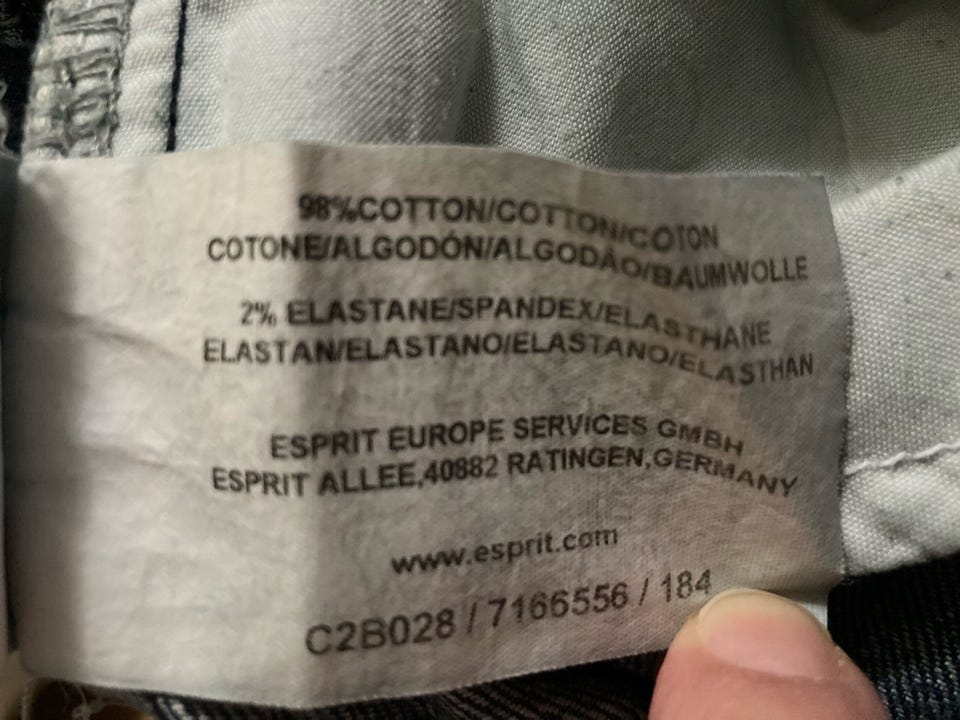 98%COTTON/COTTON/COTON
COTONE/ALGODÓN/ALGODÃO/BAUMWOLLE
2% ELASTANE/SPANDEX/ELASTHANE
ELASTAN/ELASTANO/ELASTANO/ELASTHAN
ESPRIT EUROPE SERVICES GMBH
ESPRIT ALLEE,40882 RATINGEN,GERMANY
www.esprit.com
C2B028 / 7166556 / 184